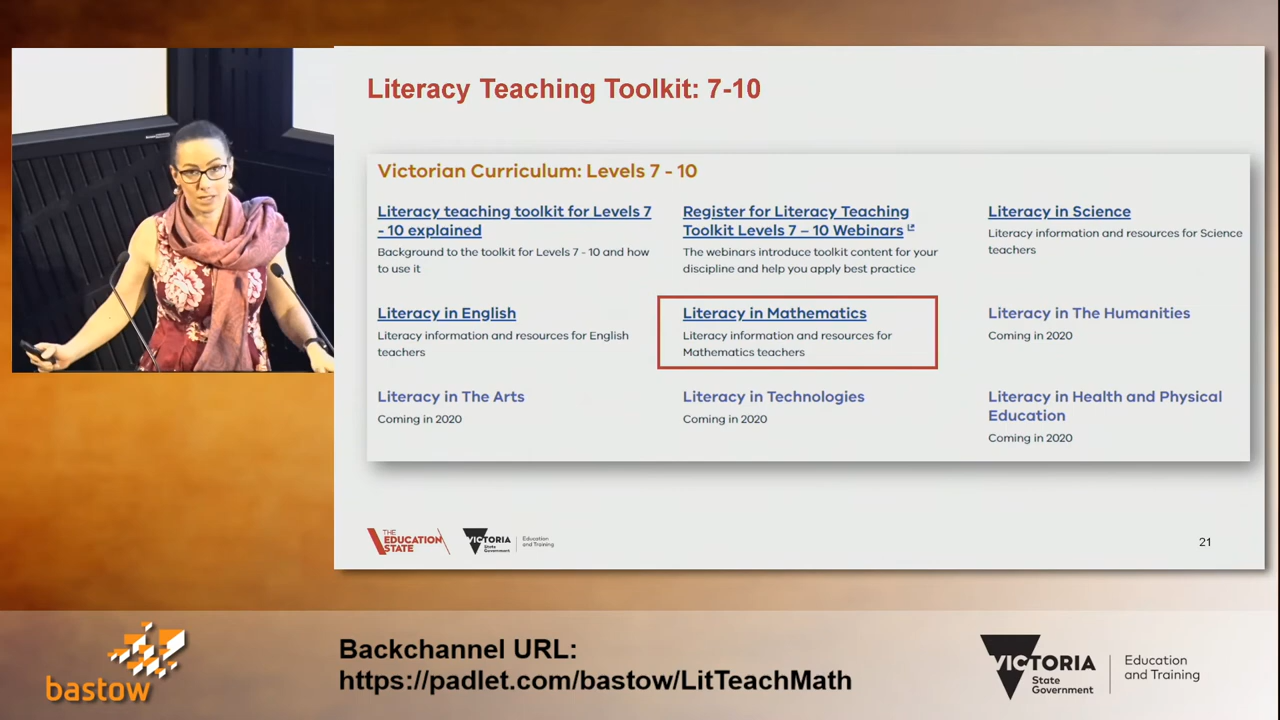 Literacy Teaching Toolkit: 7-10
Victorian Curriculum: Levels 7 - 10
Literacy teaching toolkit for Levels 7
- 10 explained
Background to the toolkit for Levels 7 - 10 and how
to use it
Register for Literacy Teaching
Toolkit Levels 7 – 10 Webinars
The webinars introduce toolkit content for your
discipline and help you apply best practice
Literacy in Science
Literacy information and resources for Science
teachers
Literacy in English
Literacy information and resources for English
teachers
Literacy in Mathematics
Literacy information and resources for
Mathematics teachers
Literacy in The Humanities
Coming in 2020
Literacy in The Arts
Coming in 2020
Literacy in Technologies
Coming in 2020
Literacy in Health and Physical
Education
Coming in 2020
THE
EDUCATION
STATE
VICTORIA
State
Government
Education
and Training
21
bastow
Backchannel URL:
https://padlet.com/bastow/LitTeachMath
VICTORIA
State
Government
Education
and Training